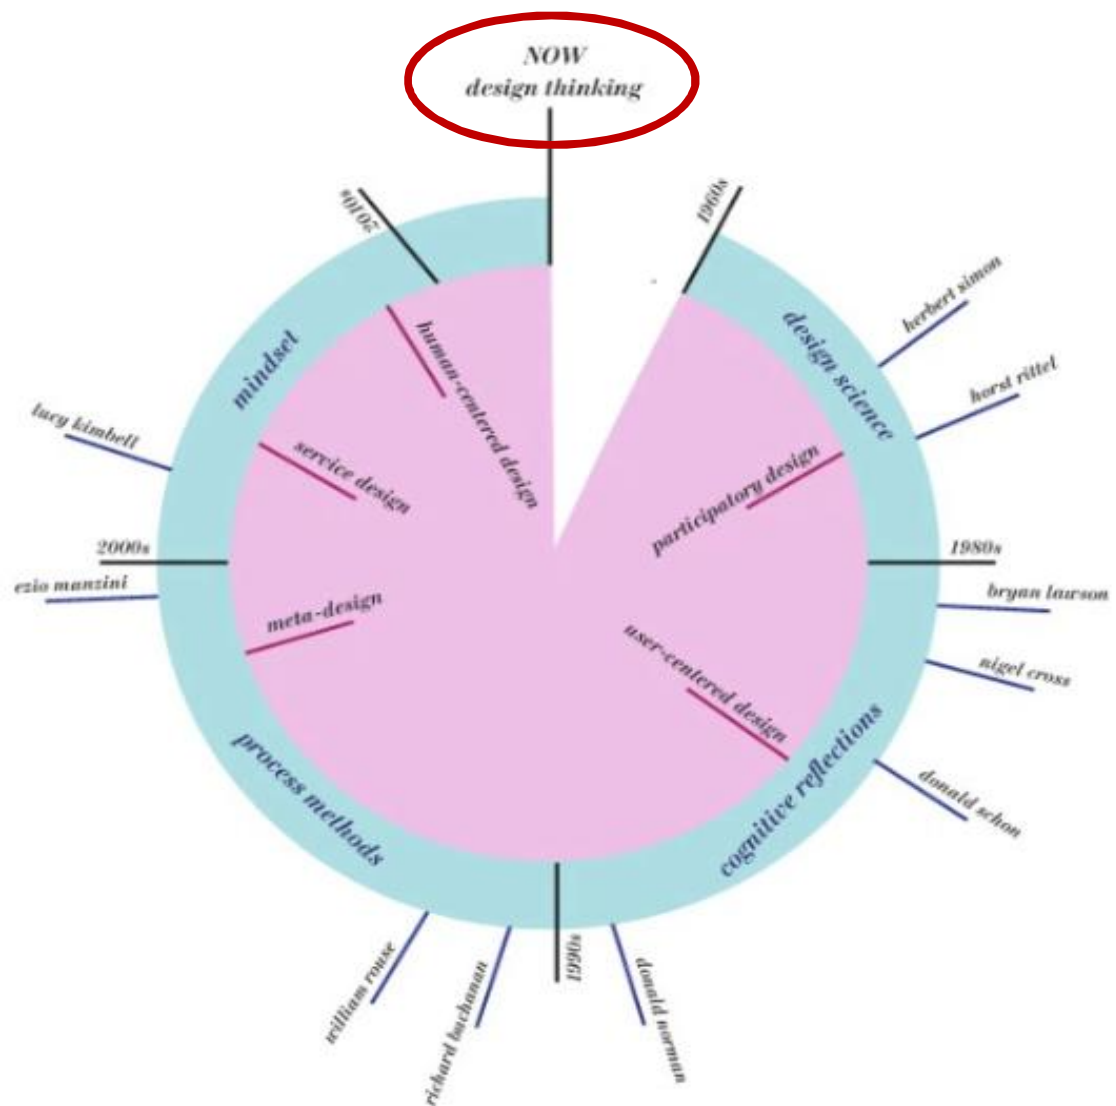 NOW
design thinking
1960s
herbert simon
horst rittel
design science
participatory design
1980s
bryan lawson
nigel cross
donald schon
user-centered design
cognitive reflections
donald norman
1990s
richard buchanan
william rouse
process methods
meta-design
ezio manzini
2000s
lucy kimbell
service design
mindset
human-centered design
2010s